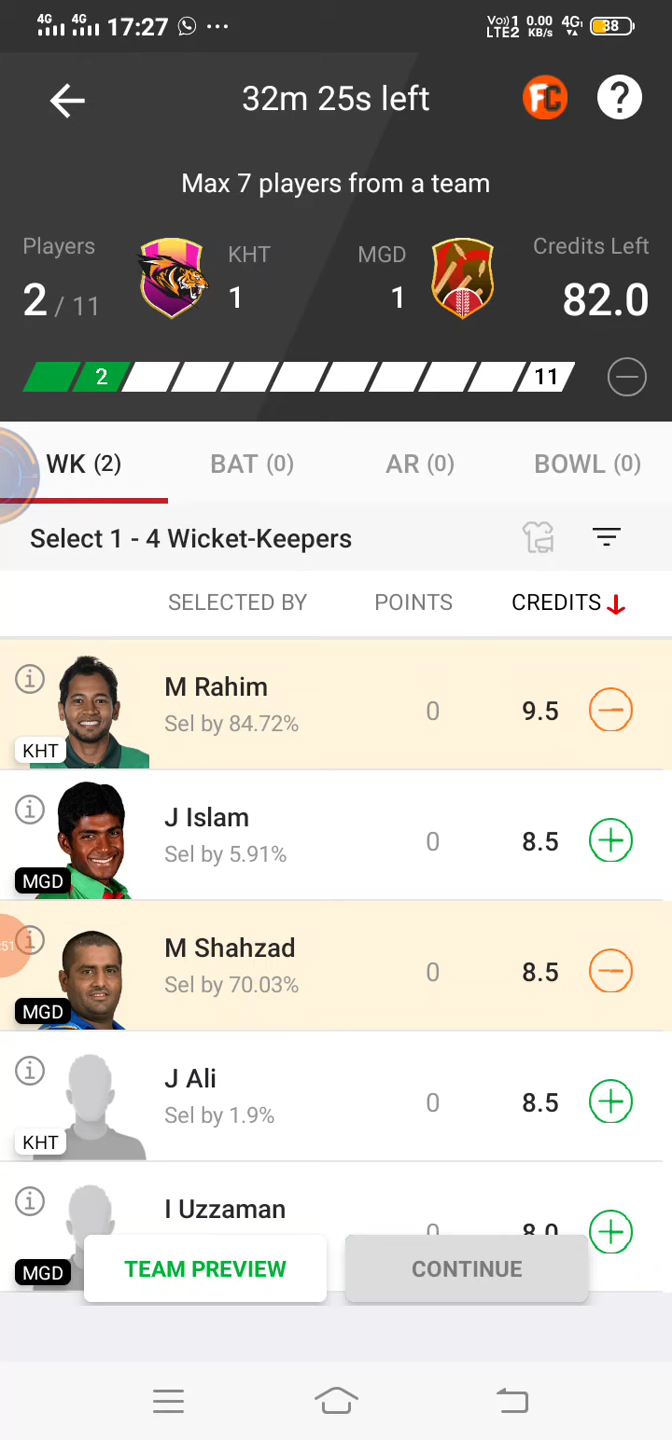 4G 4G 17:27 ... Vo)) 1 LTE2 0.00 KB/s 4G 38
32m 25s left FC ?
Max 7 players from a team
Players KHT MGD Credits Left
2 / 11 1 1 82.0
2 11
WK (2) BAT (0) AR (0) BOWL (0)
Select 1 - 4 Wicket-Keepers
SELECTED BY POINTS CREDITS
M Rahim
Sel by 84.72% 0 9.5
KHT
J Islam
Sel by 5.91% 0 8.5
MGD
:51
M Shahzad
Sel by 70.03% 0 8.5
MGD
J Ali
Sel by 1.9% 0 8.5
KHT
I Uzzaman
0 8.0
MGD
TEAM PREVIEW CONTINUE